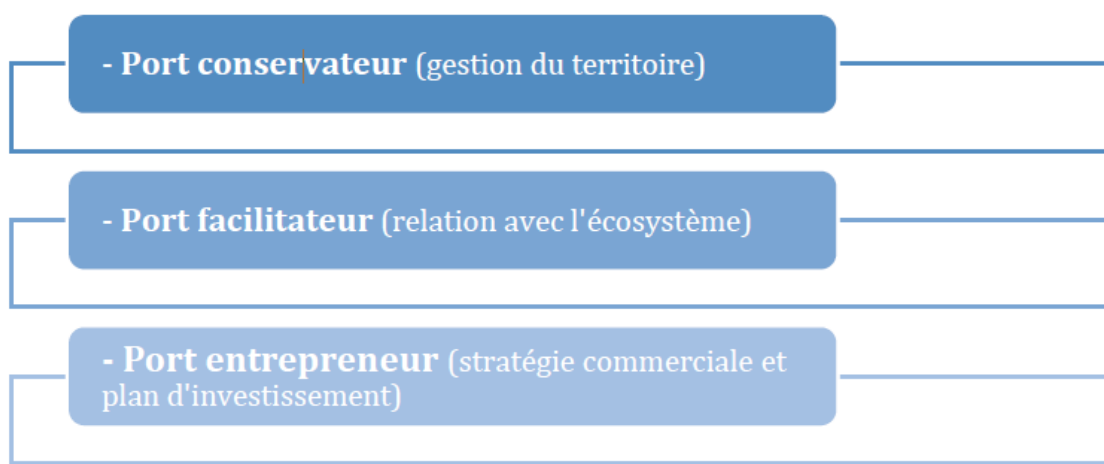 - Port conservateur (gestion du territoire)
- Port facilitateur (relation avec l'écosystème)
- Port entrepreneur (stratégie commerciale et
plan d'investissement)